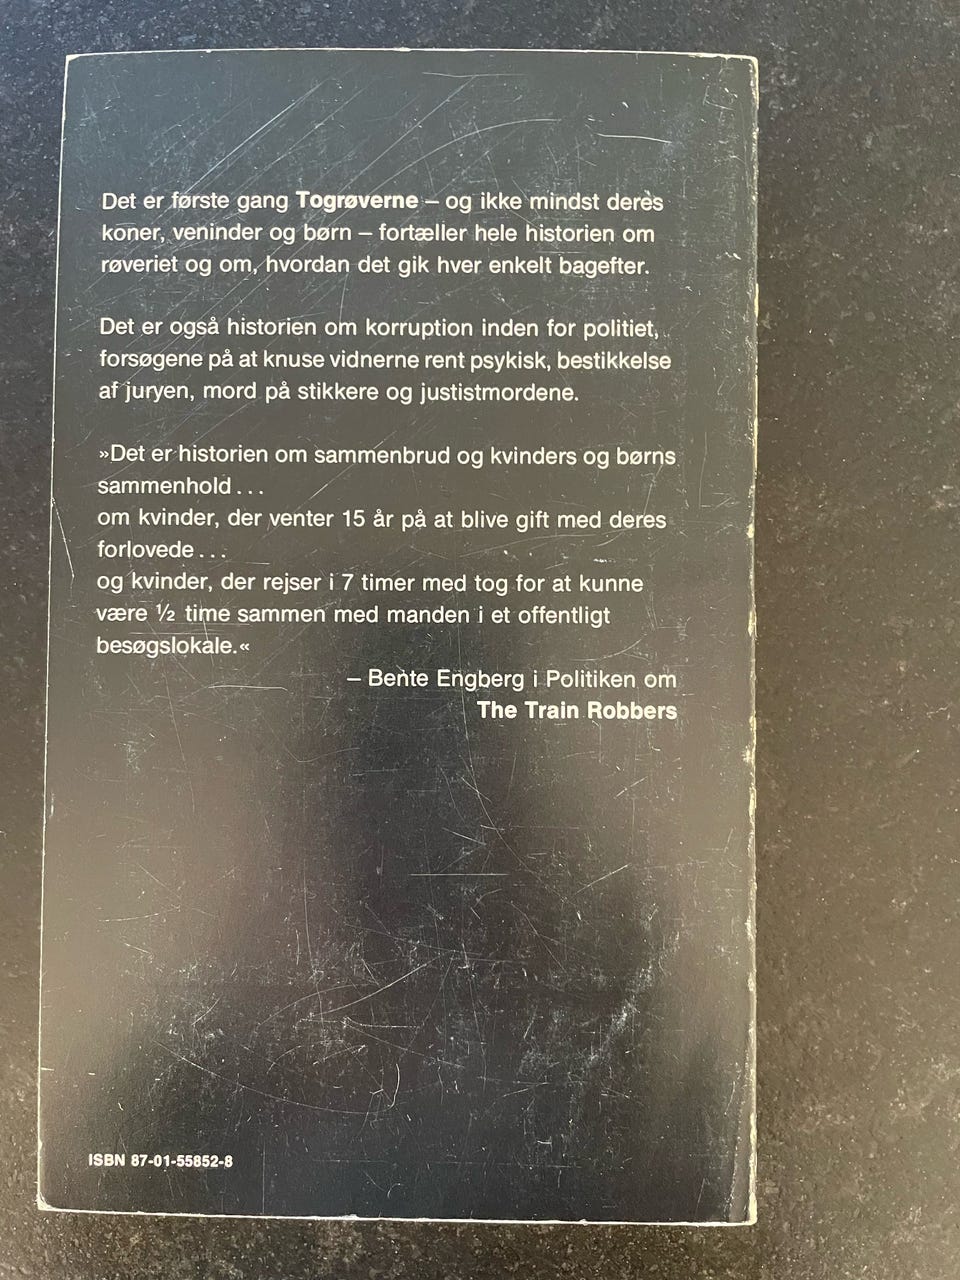 Det er første gang Togrøverne – og ikke mindst deres
koner, veninder og børn – fortæller hele historien om
røveriet og om, hvordan det gik hver enkelt bagefter.
Det er også historien om korruption inden for politiet,
forsøgene på at knuse vidnerne rent psykisk, bestikkelse
af juryen, mord på stikkere og justistmordene.
»Det er historien om sammenbrud og kvinders og børns
sammenhold...
om kvinder, der venter 15 år på at blive gift med deres
forlovede...
og kvinder, der rejser i 7 timer med tog for at kunne
være ½ time sammen med manden i et offentligt
besøgslokale.«
– Bente Engberg i Politiken om
The Train Robbers
ISBN 87-01-55852-8